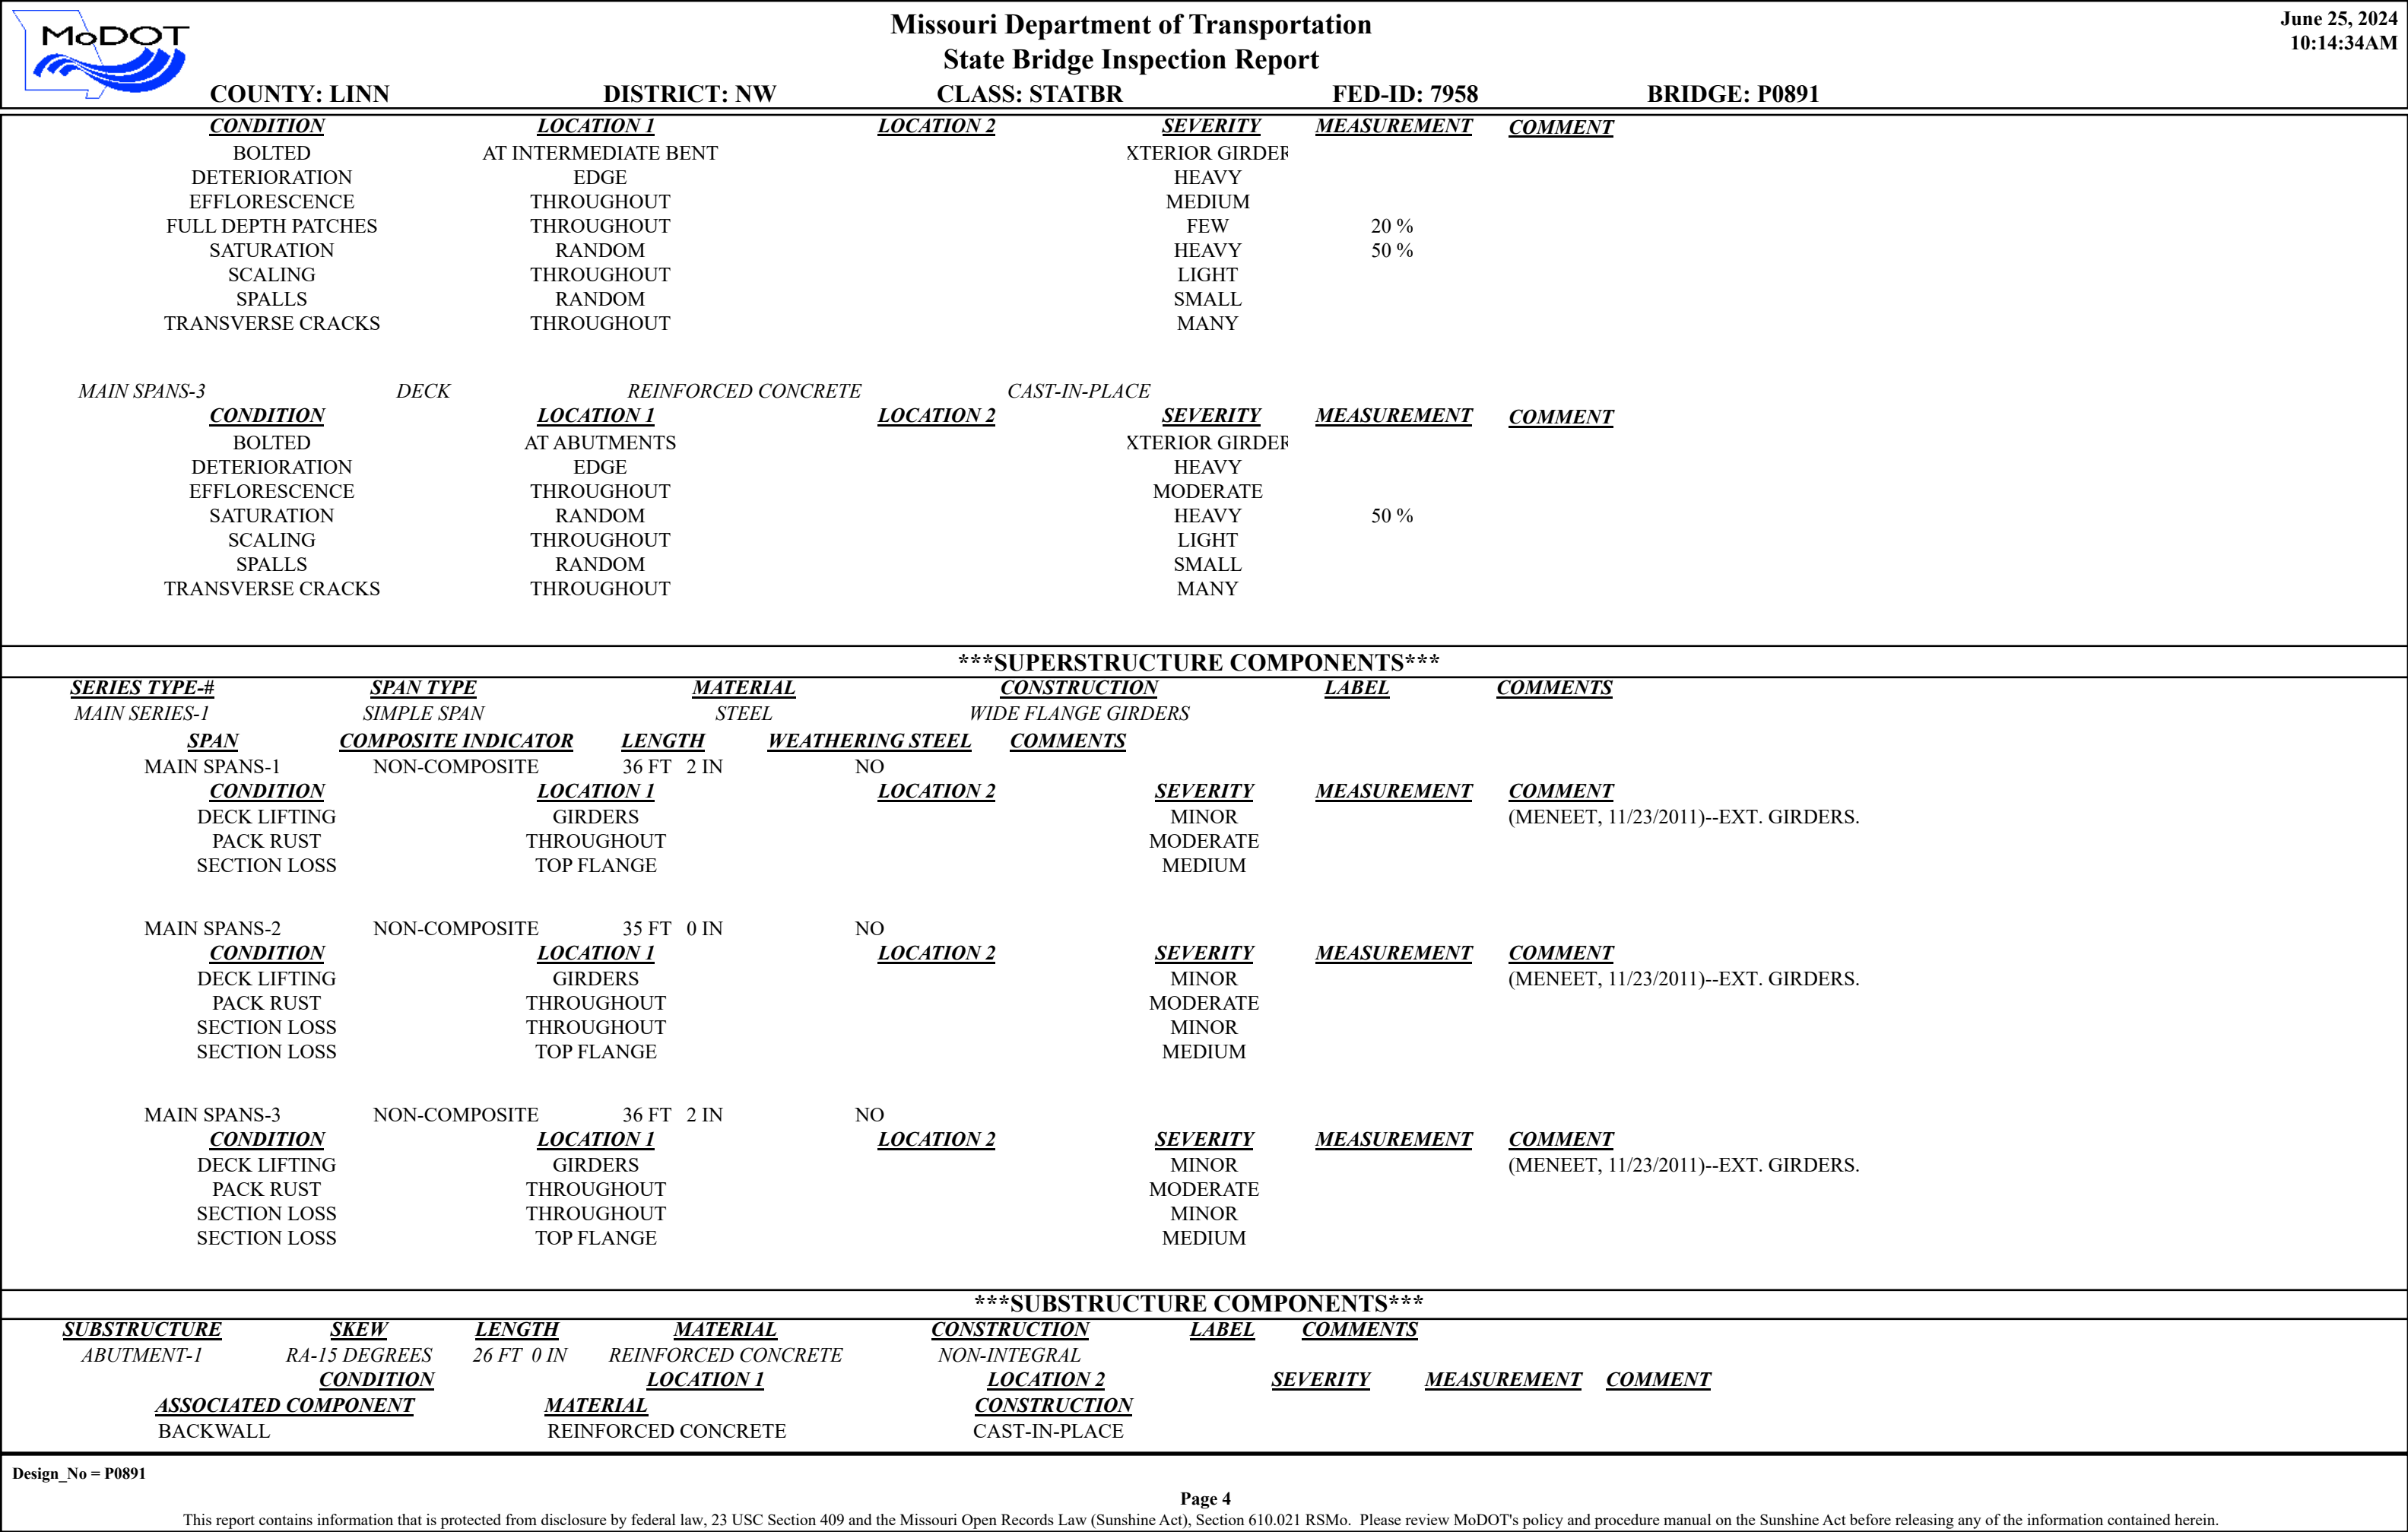 MoDOT
Missouri Department of Transportation
State Bridge Inspection Report
June 25, 2024
10:14:34AM
COUNTY: LINN DISTRICT: NW CLASS: STATBR FED-ID: 7958 BRIDGE: P0891
CONDITION LOCATION 1 LOCATION 2 SEVERITY MEASUREMENT COMMENT
BOLTED AT INTERMEDIATE BENT XTERIOR GIRDER
DETERIORATION EDGE HEAVY
EFFLORESCENCE THROUGHOUT MEDIUM
FULL DEPTH PATCHES THROUGHOUT FEW 20 %
SATURATION RANDOM HEAVY 50 %
SCALING THROUGHOUT LIGHT
SPALLS RANDOM SMALL
TRANSVERSE CRACKS THROUGHOUT MANY
MAIN SPANS-3 DECK REINFORCED CONCRETE CAST-IN-PLACE
CONDITION LOCATION 1 LOCATION 2 SEVERITY MEASUREMENT COMMENT
BOLTED AT ABUTMENTS XTERIOR GIRDER
DETERIORATION EDGE HEAVY
EFFLORESCENCE THROUGHOUT MODERATE
SATURATION RANDOM HEAVY 50 %
SCALING THROUGHOUT LIGHT
SPALLS RANDOM SMALL
TRANSVERSE CRACKS THROUGHOUT MANY
***SUPERSTRUCTURE COMPONENTS***
SERIES TYPE-# SPAN TYPE MATERIAL CONSTRUCTION LABEL COMMENTS
MAIN SERIES-1 SIMPLE SPAN STEEL WIDE FLANGE GIRDERS
SPAN COMPOSITE INDICATOR LENGTH WEATHERING STEEL COMMENTS
MAIN SPANS-1 NON-COMPOSITE 36 FT 2 IN NO
CONDITION LOCATION 1 LOCATION 2 SEVERITY MEASUREMENT COMMENT
DECK LIFTING GIRDERS MINOR (MENEET, 11/23/2011)--EXT. GIRDERS.
PACK RUST THROUGHOUT MODERATE
SECTION LOSS TOP FLANGE MEDIUM
MAIN SPANS-2 NON-COMPOSITE 35 FT 0 IN NO
CONDITION LOCATION 1 LOCATION 2 SEVERITY MEASUREMENT COMMENT
DECK LIFTING GIRDERS MINOR (MENEET, 11/23/2011)--EXT. GIRDERS.
PACK RUST THROUGHOUT MODERATE
SECTION LOSS THROUGHOUT MINOR
SECTION LOSS TOP FLANGE MEDIUM
MAIN SPANS-3 NON-COMPOSITE 36 FT 2 IN NO
CONDITION LOCATION 1 LOCATION 2 SEVERITY MEASUREMENT COMMENT
DECK LIFTING GIRDERS MINOR (MENEET, 11/23/2011)--EXT. GIRDERS.
PACK RUST THROUGHOUT MODERATE
SECTION LOSS THROUGHOUT MINOR
SECTION LOSS TOP FLANGE MEDIUM
***SUBSTRUCTURE COMPONENTS***
SUBSTRUCTURE SKEW LENGTH MATERIAL CONSTRUCTION LABEL COMMENTS
ABUTMENT-1 RA-15 DEGREES 26 FT 0 IN REINFORCED CONCRETE NON-INTEGRAL
CONDITION LOCATION 1 LOCATION 2 SEVERITY MEASUREMENT COMMENT
ASSOCIATED COMPONENT MATERIAL CONSTRUCTION
BACKWALL REINFORCED CONCRETE CAST-IN-PLACE
Design_No = P0891
Page 4
This report contains information that is protected from disclosure by federal law, 23 USC Section 409 and the Missouri Open Records Law (Sunshine Act), Section 610.021 RSMo. Please review MoDOT's policy and procedure manual on the Sunshine Act before releasing any of the information contained herein.